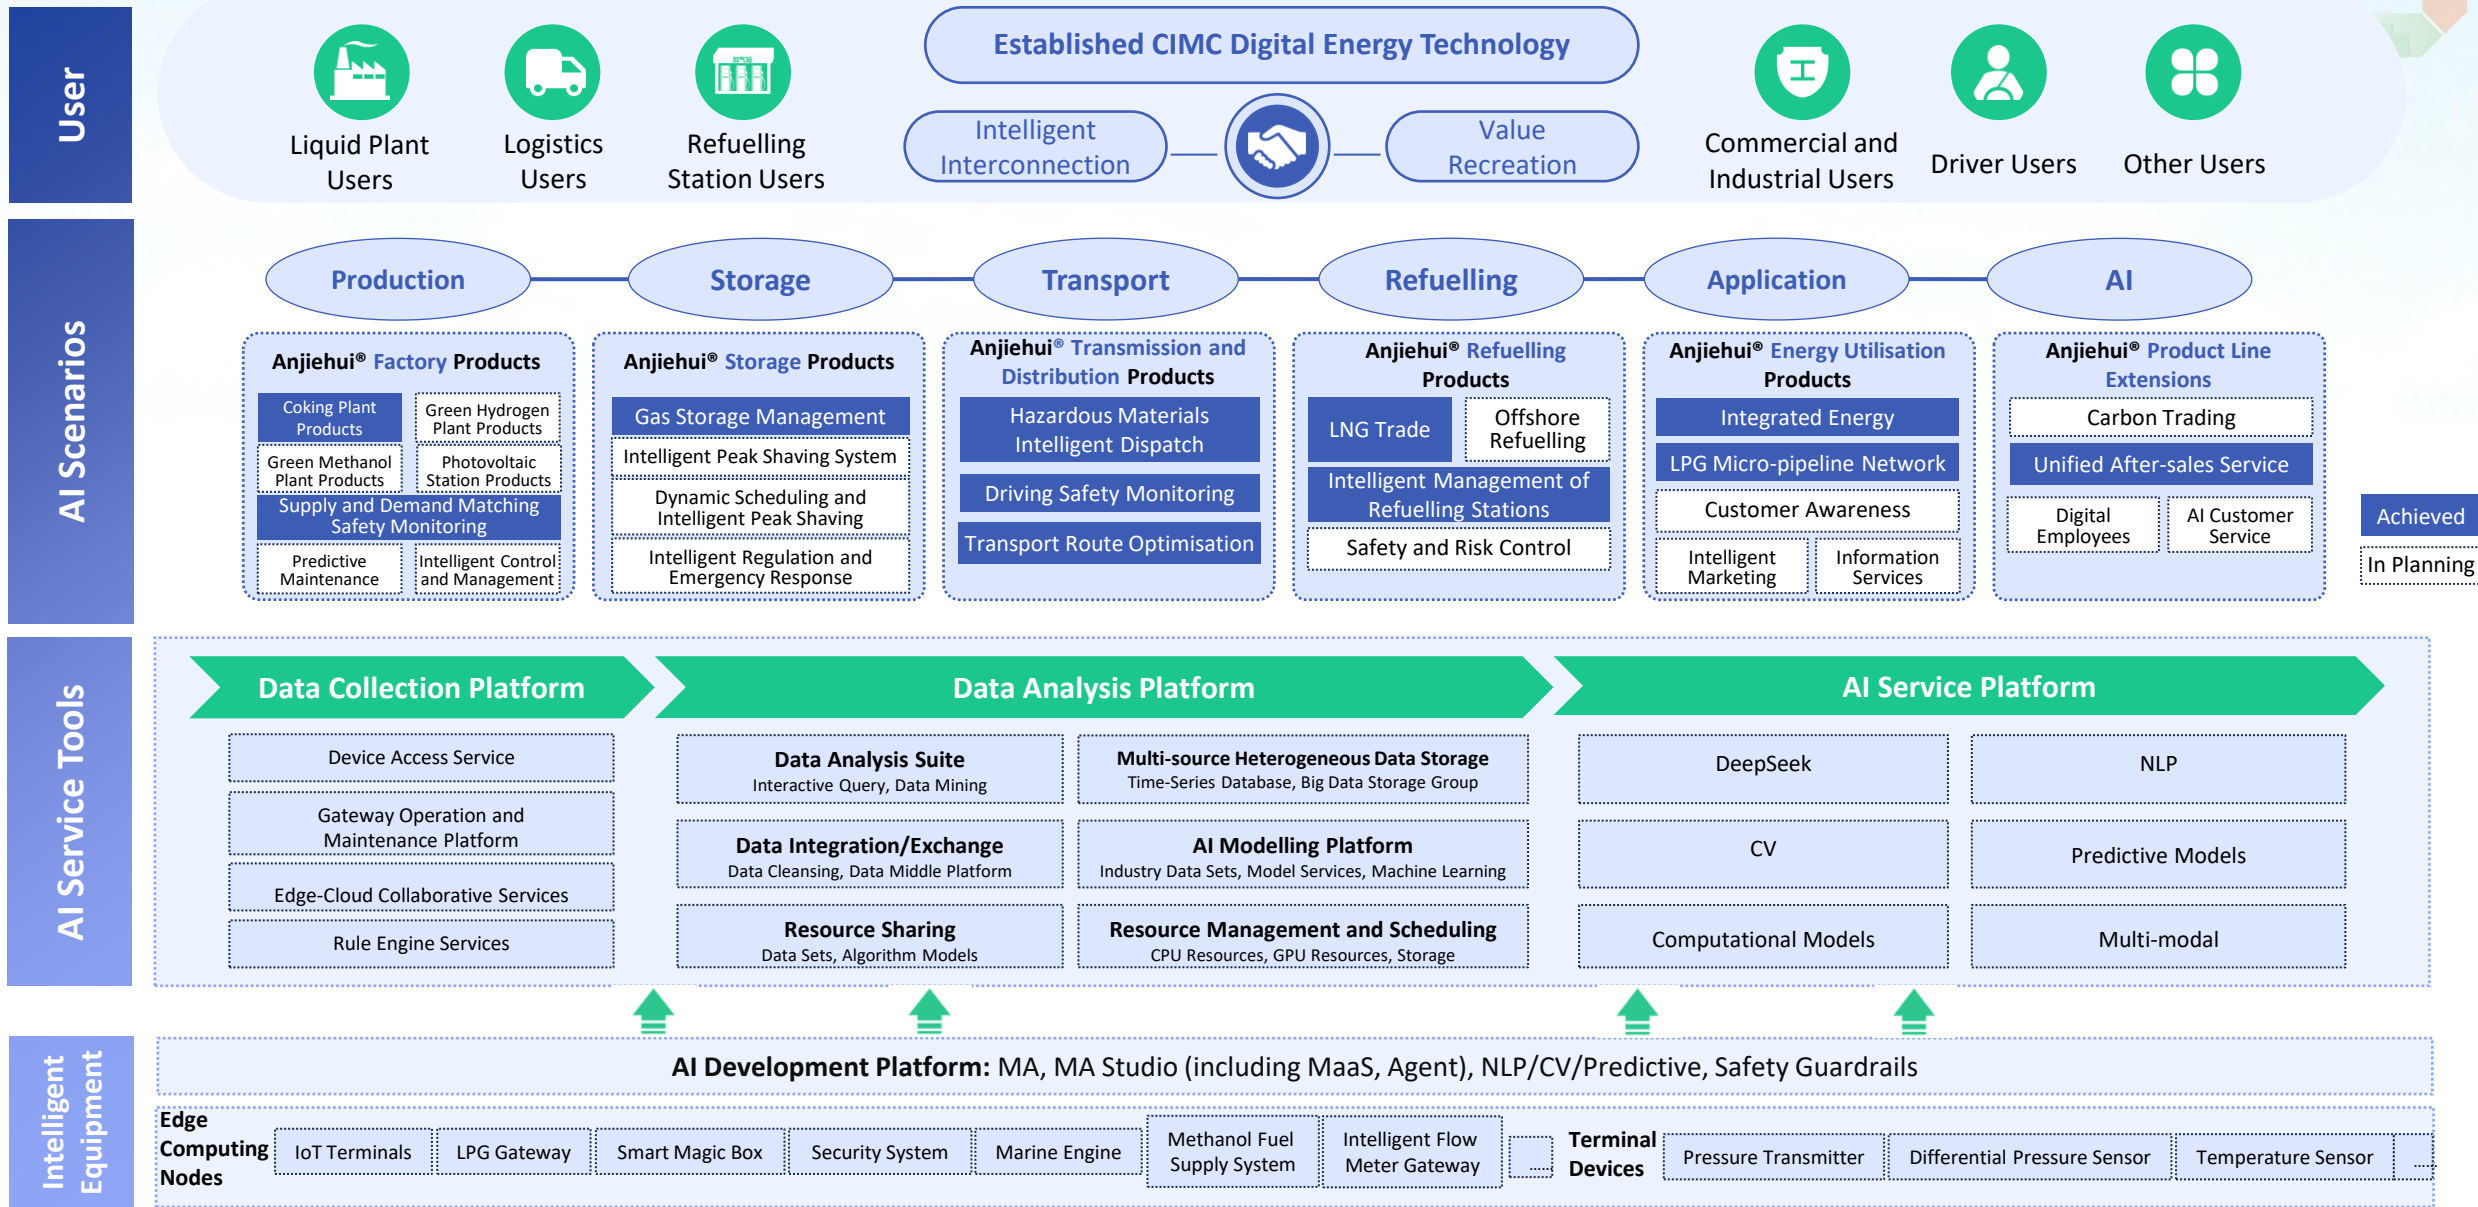 User
Liquid Plant
Users
Logistics
Users
Refuelling
Station Users
Established CIMC Digital Energy Technology
Intelligent
Interconnection
Value
Recreation
Commercial and
Industrial Users
Driver Users
Other Users
AI Scenarios
Production
Storage
Transport
Refuelling
Application
AI
Anjiehui® Factory Products
Coking Plant
Products
Green Hydrogen
Plant Products
Green Methanol
Plant Products
Photovoltaic
Station Products
Supply and Demand Matching
Safety Monitoring
Predictive
Maintenance
Intelligent Control
and Management
Anjiehui® Storage Products
Gas Storage Management
Intelligent Peak Shaving System
Dynamic Scheduling and
Intelligent Peak Shaving
Intelligent Regulation and
Emergency Response
Anjiehui® Transmission and
Distribution Products
Hazardous Materials
Intelligent Dispatch
Driving Safety Monitoring
Transport Route Optimisation
Anjiehui® Refuelling
Products
LNG Trade
Offshore
Refuelling
Intelligent Management of
Refuelling Stations
Safety and Risk Control
Anjiehui® Energy Utilisation
Products
Integrated Energy
LPG Micro-pipeline Network
Customer Awareness
Intelligent
Marketing
Information
Services
Anjiehui® Product Line
Extensions
Carbon Trading
Unified After-sales Service
Digital
Employees
AI Customer
Service
Achieved
In Planning
AI Service Tools
Data Collection Platform
Device Access Service
Gateway Operation and
Maintenance Platform
Edge-Cloud Collaborative Services
Rule Engine Services
Data Analysis Platform
Data Analysis Suite
Interactive Query, Data Mining
Multi-source Heterogeneous Data Storage
Time-Series Database, Big Data Storage Group
Data Integration/Exchange
Data Cleansing, Data Middle Platform
AI Modelling Platform
Industry Data Sets, Model Services, Machine Learning
Resource Sharing
Data Sets, Algorithm Models
Resource Management and Scheduling
CPU Resources, GPU Resources, Storage
AI Service Platform
DeepSeek
NLP
CV
Predictive Models
Computational Models
Multi-modal
Intelligent
Equipment
AI Development Platform: MA, MA Studio (including MaaS, Agent), NLP/CV/Predictive, Safety Guardrails
Edge
Computing
Nodes
IoT Terminals
LPG Gateway
Smart Magic Box
Security System
Marine Engine
Methanol Fuel
Supply System
Intelligent Flow
Meter Gateway
......
Terminal
Devices
Pressure Transmitter
Differential Pressure Sensor
Temperature Sensor
......